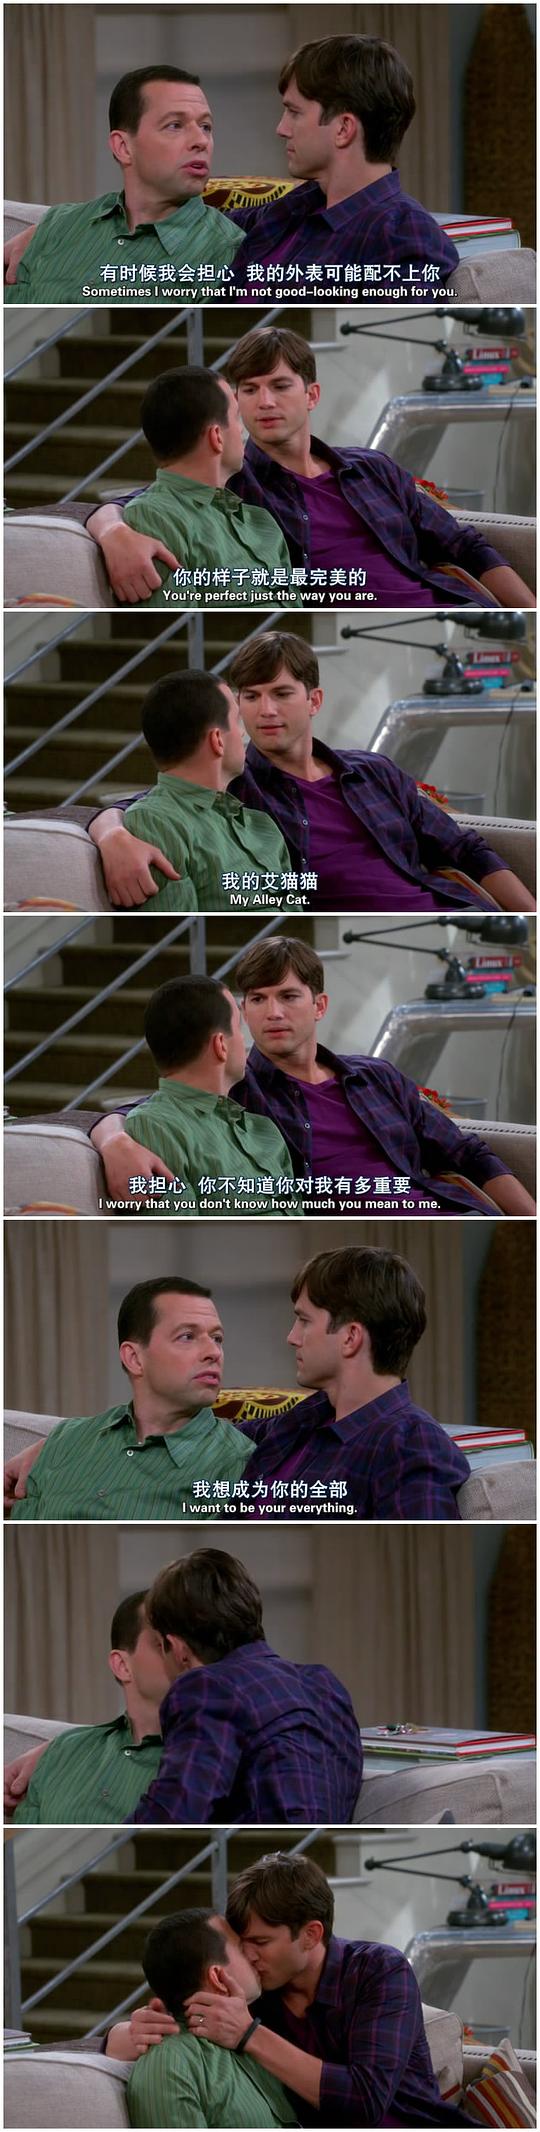 有时候我会担心 我的外表可能配不上你
Sometimes I worry that I'm not good-looking enough for you.
Linux
你的样子就是最完美的
You're perfect just the way you are.
Linux
我的艾猫猫
My Alley Cat.
Linux
我担心 你不知道你对我有多重要
I worry that you don't know how much you mean to me.
我想成为你的全部
I want to be your everything.
Linux